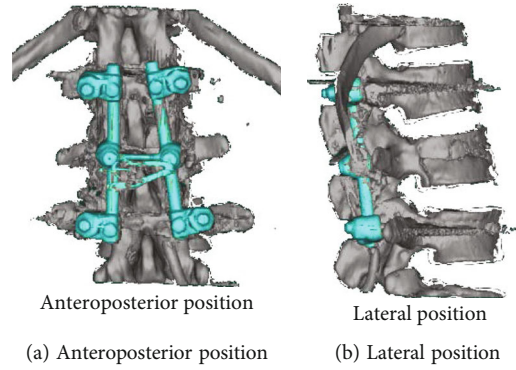 Anteroposterior position
Lateral position
(a) Anteroposterior position
(b) Lateral position